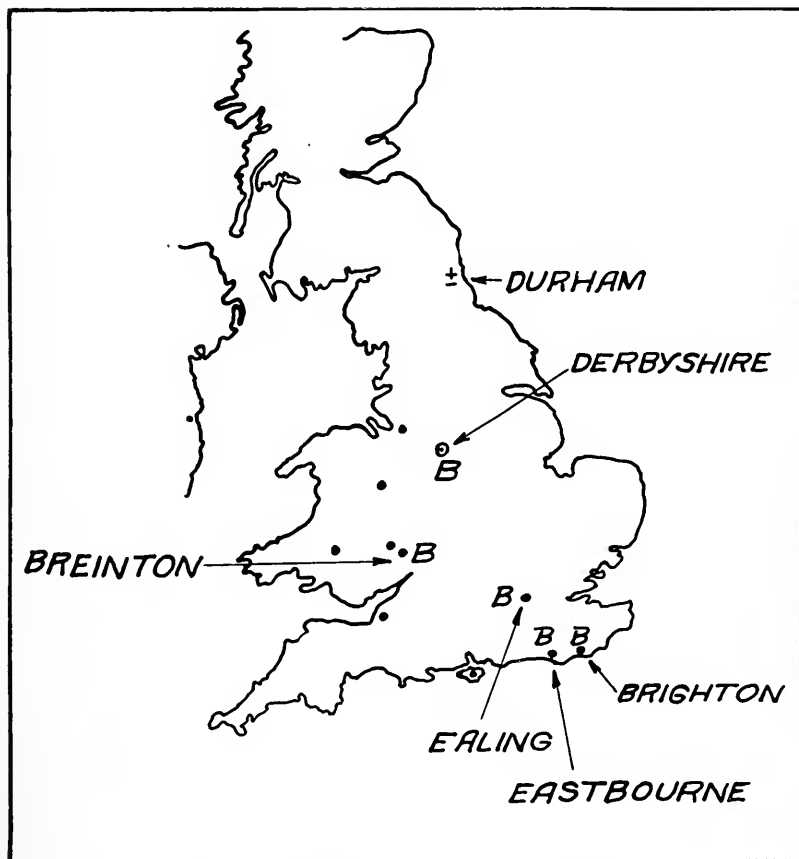 ± DURHAM
DERBYSHIRE
B
BREINTON
B
B
B B
BRIGHTON
EALING
EASTBOURNE